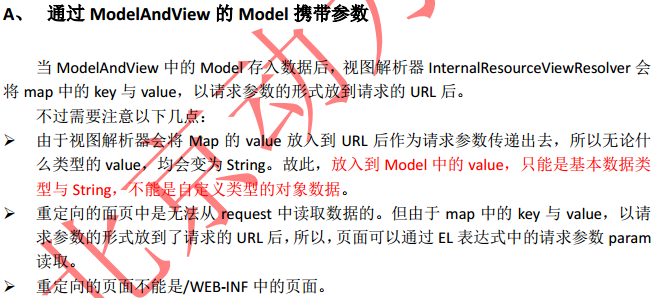 A、 通过 ModelAndView 的 Model 携带参数
当 ModelAndView 中的 Model 存入数据后，视图解析器 InternalResourceViewResolver 会
将 map 中的 key 与 value，以请求参数的形式放到请求的 URL 后。
不过需要注意以下几点：
➢ 由于视图解析器会将 Map 的 value 放入到 URL 后作为请求参数传递出去，所以无论什
么类型的 value，均会变为 String。故此，放入到 Model 中的 value，只能是基本数据类
型与 String，不能是自定义类型的对象数据。
➢ 重定向的面页中是无法从 request 中读取数据的。但由于 map 中的 key 与 value，以请
求参数的形式放到了请求的 URL 后，所以，页面可以通过 EL 表达式中的请求参数 param
读取。
➢ 重定向的页面不能是/WEB-INF 中的页面。
北京动力